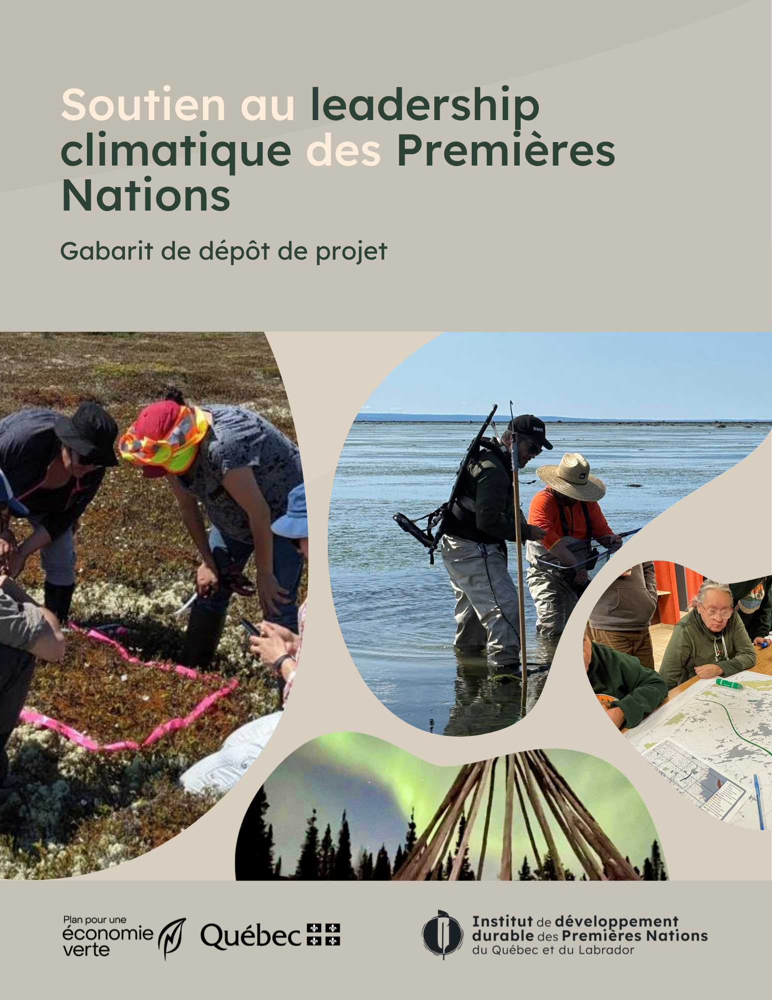 Soutien au leadership
climatique des Premières
Nations
Gabarit de dépôt de projet
BMR
Plan pour une
économie
verte
Québec
Institut de développement
durable des Premières Nations
du Québec et du Labrador